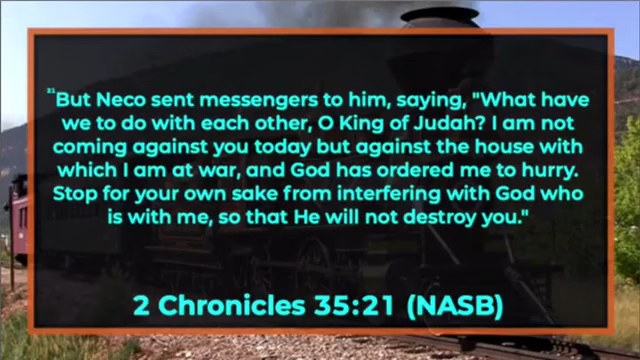 21 But Neco sent messengers to him, saying, "What have
we to do with each other, O King of Judah? I am not
coming against you today but against the house with
which I am at war, and God has ordered me to hurry.
Stop for your own sake from interfering with God who
is with me, so that He will not destroy you."
2 Chronicles 35:21 (NASB)